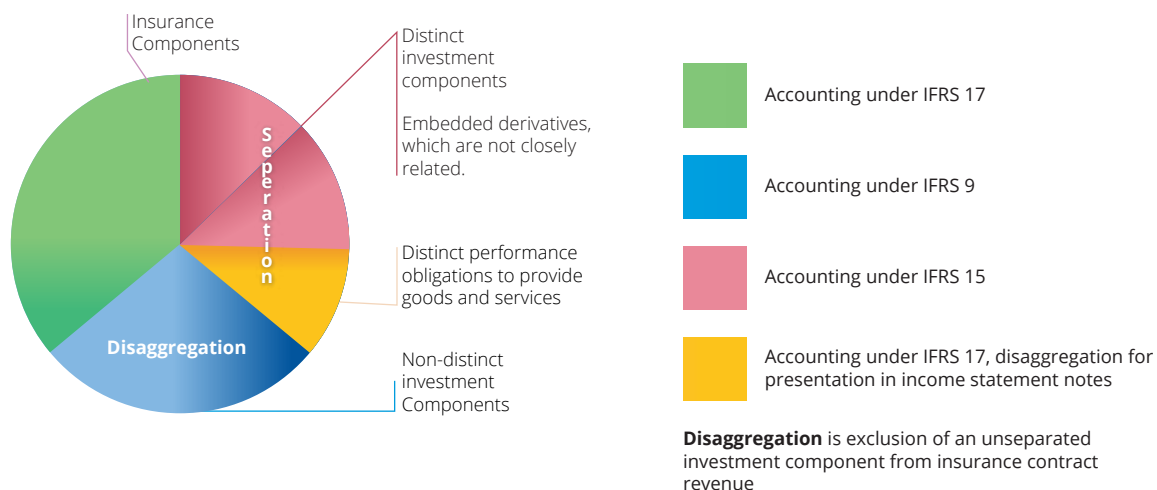 Insurance
Components
Distinct
investment
components
Embedded derivatives,
which are not closely
related.
Seperation
Distinct performance
obligations to provide
goods and services
Disaggregation
Non-distinct
investment
Components
Accounting under IFRS 17
Accounting under IFRS 9
Accounting under IFRS 15
Accounting under IFRS 17, disaggregation for
presentation in income statement notes
Disaggregation is exclusion of an unseparated
investment component from insurance contract
revenue